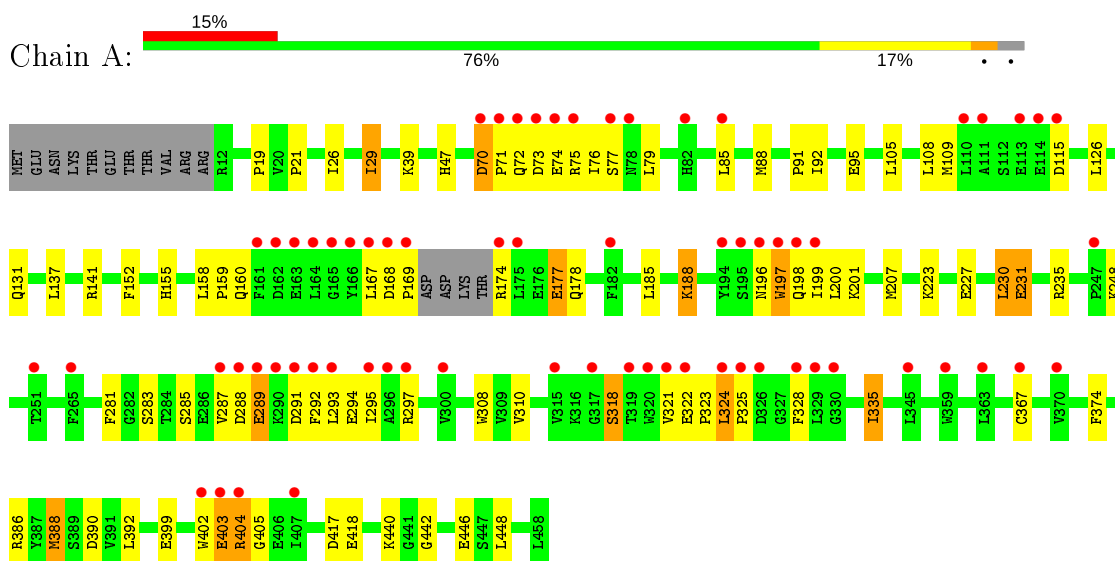 15%
Chain A:
76% 17% • •
MET GLU ASN LYS THR GLU THR THR VAL ARG ARG R12 P19 V20 P21 I26 I29 K39 H47 D70 P71 Q72 D73 E74 R75 I76 S77 N78 L79 H82 L85 M88 P91 I92 E95 L105 L108 M109 L110 A111 S112 E113 E114 D115 L126
Q131 L137 R141 F152 H155 L158 P159 Q160 F161 D162 E163 L164 G165 Y166 L167 D168 P169 ASP ASP LYS THR R174 L175 E176 E177 Q178 F182 L185 K188 Y194 S195 N196 W197 Q198 I199 L200 K201 M207 K223 E227 L230 E231 R235 P247 K248
T251 F265 F281 G282 S283 T284 S285 E286 V287 D288 E289 K290 D291 F292 L293 E294 I295 A296 R297 V300 W308 V309 V310 V315 K316 G317 S318 T319 W320 V321 E322 P323 L324 P325 D326 G327 F328 L329 G330 I335 L345 W359 L363 C367 V370 F374
R386 Y387 M388 S389 D390 V391 L392 E399 W402 E403 R404 G405 E406 I407 D417 E418 K440 G441 G442 E446 S447 L448 L458